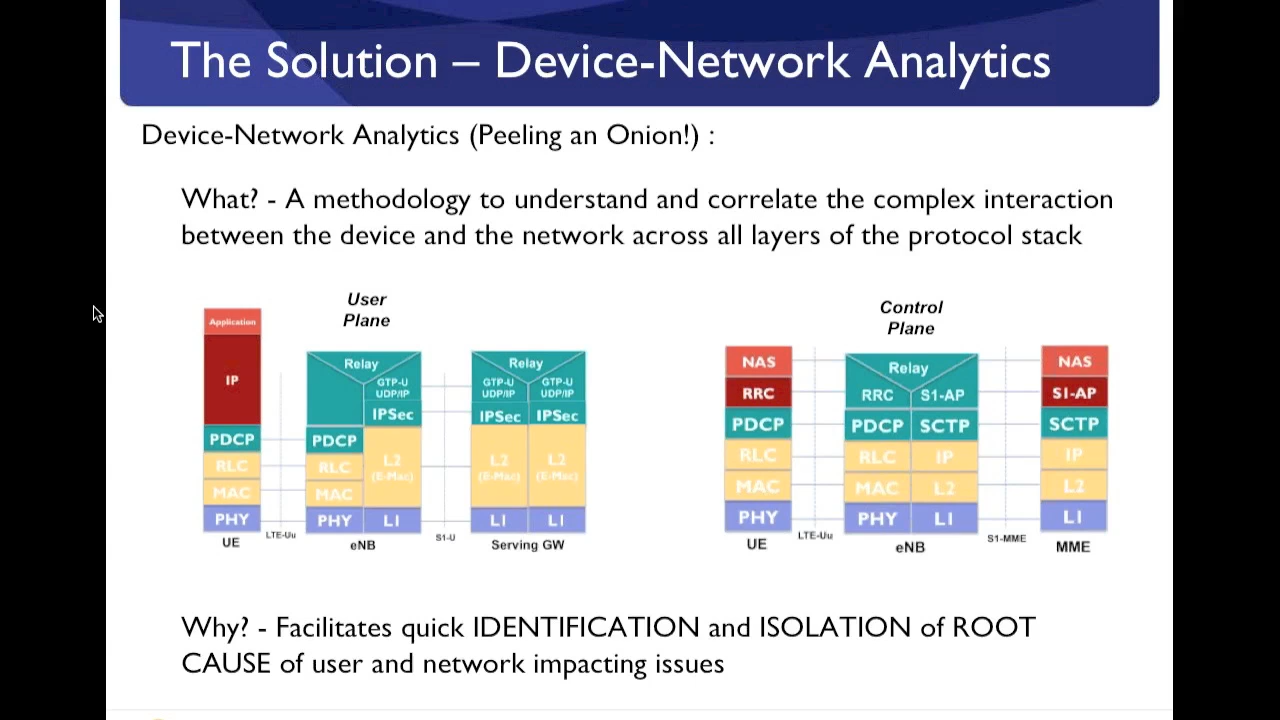 The Solution – Device-Network Analytics
Device-Network Analytics (Peeling an Onion!) :
What? - A methodology to understand and correlate the complex interaction
between the device and the network across all layers of the protocol stack
User
Plane
Application
IP
PDCP
RLC
MAC
PHY
UE
LTE-Uu
Relay
GTP-U
UDP/IP
IPSec
PDCP
RLC
MAC
PHY
L2
(E-Mac)
L1
eNB
S1-U
Relay
GTP-U
UDP/IP
GTP-U
UDP/IP
IPSec
IPSec
L2
(E-Mac)
L2
(E-Mac)
L1
L1
Serving GW
Control
Plane
NAS
RRC
PDCP
RLC
MAC
PHY
UE
LTE-Uu
Relay
RRC
S1-AP
PDCP
SCTP
RLC
IP
MAC
L2
PHY
L1
eNB
S1-MME
NAS
S1-AP
SCTP
IP
L2
L1
MME
Why? - Facilitates quick IDENTIFICATION and ISOLATION of ROOT
CAUSE of user and network impacting issues